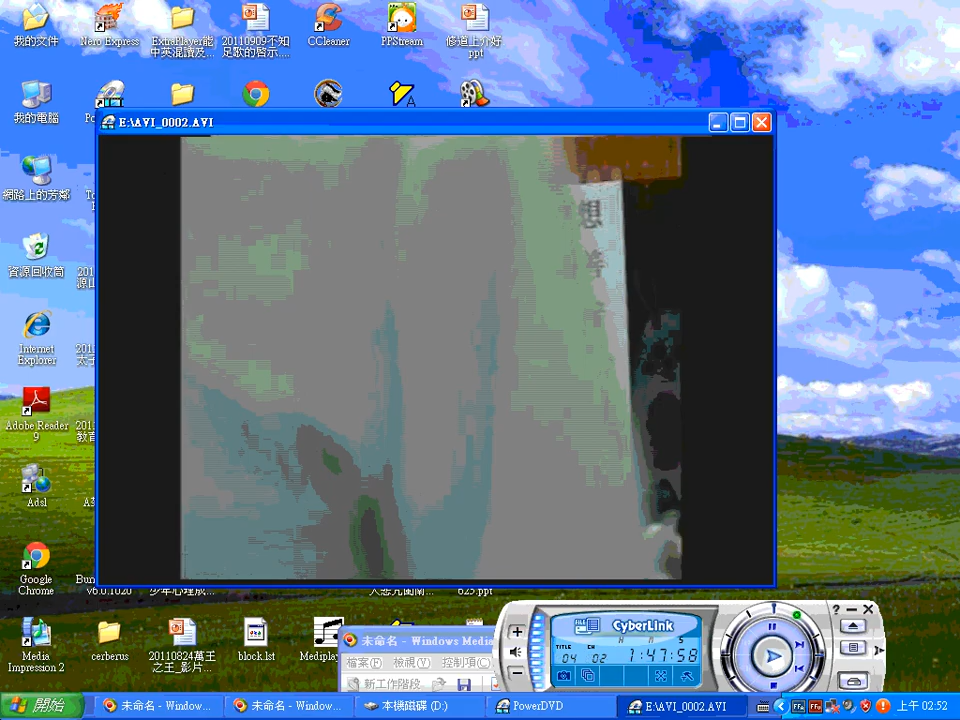 我的文件
Nero Express
ExtraPlayer能
中英混讀及...
20110909不知
足歌的啓示....
CCleaner
PPStream
修道上介好
ppt
我的電腦
E:\AVI_0002.AVI
網路上的芳鄰
資源回收筒
Internet
Explorer
Adobe Reader
9
Adsl
Google
Chrome
v6.0.1020
625.ppt
Media
Impression 2
cerberus
20110824萬王
之王_影片...
block.lst
Mediaplay
未命名 - Windows Media
檔案(F) 檢視(V) 控制項(C)
新工作階段
CyberLink
H M S
TITLE CH
04 02 1:47:58
開始
未命名 - Window...
未命名 - Window...
本機磁碟 (D:)
PowerDVD
E:\AVI_0002.AVI
上午 02:52
想